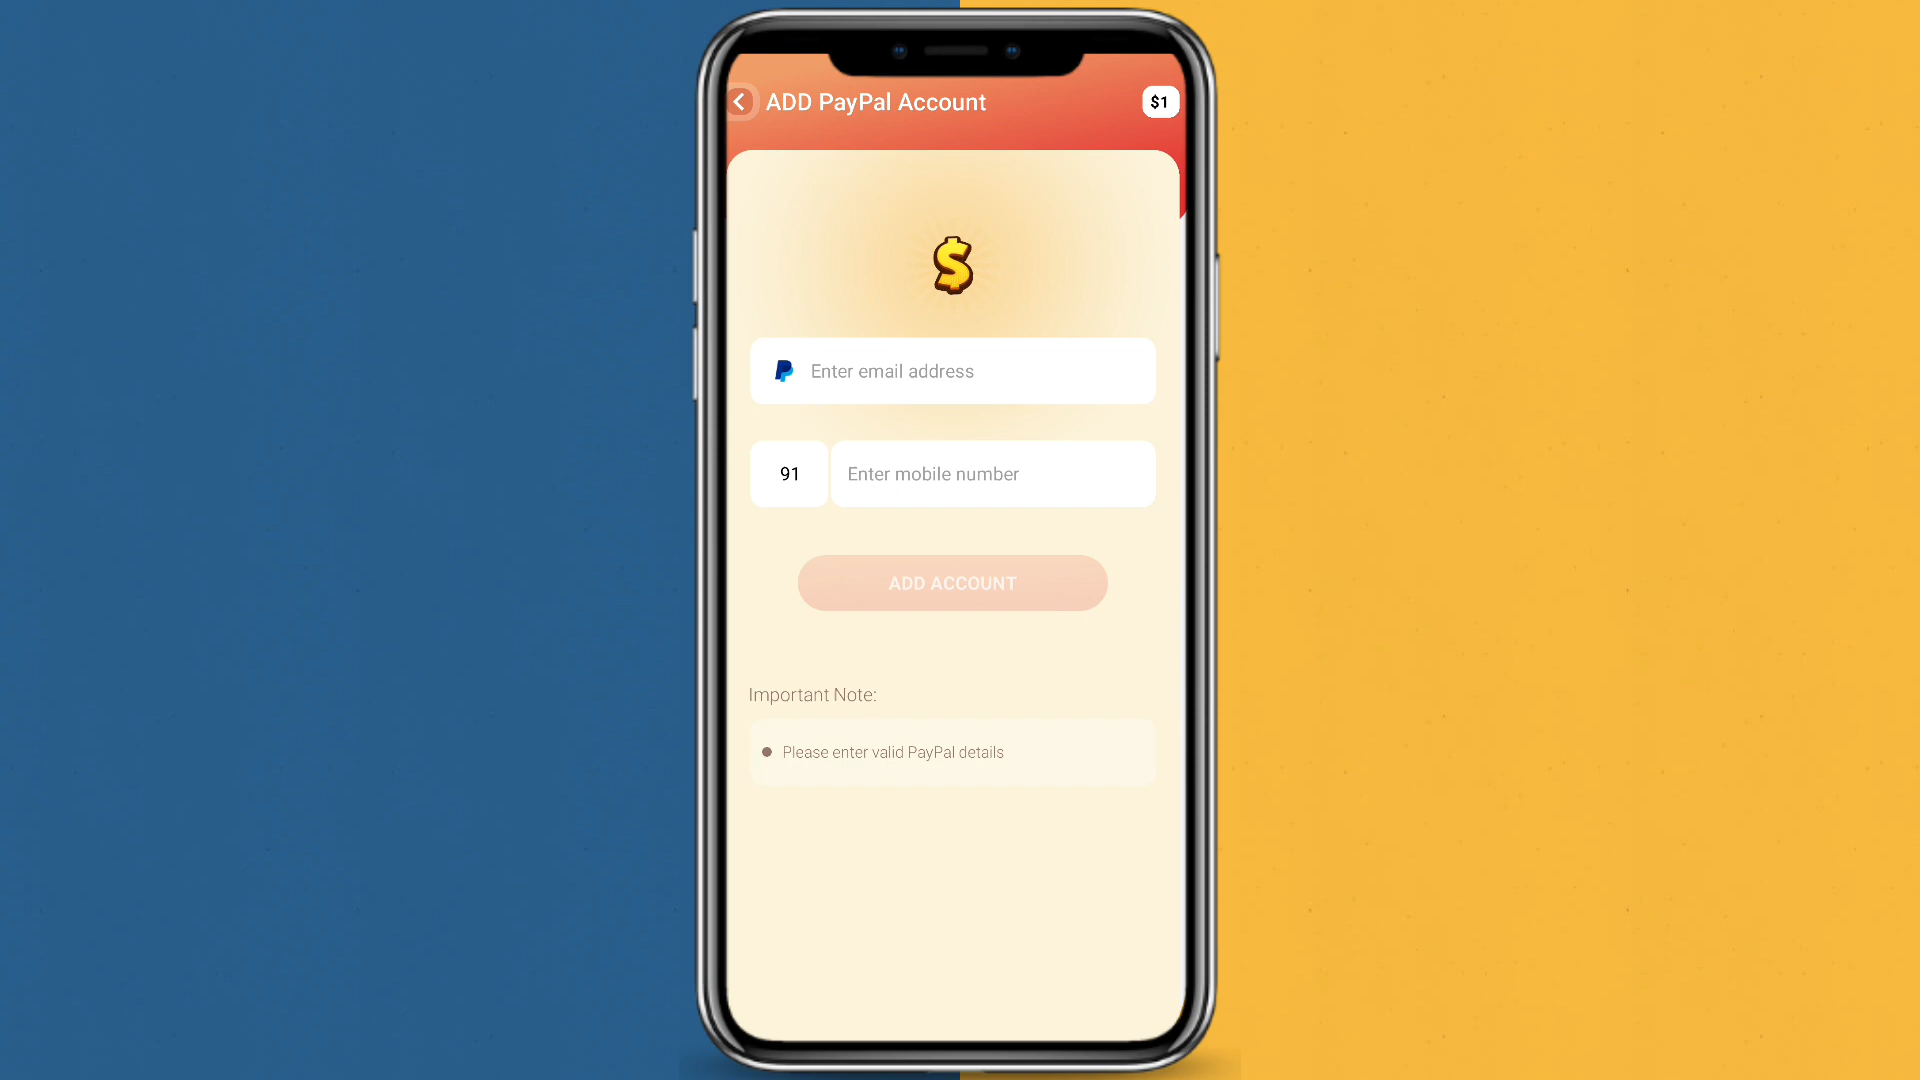 ADD PayPal Account
$1
Enter email address
91
Enter mobile number
ADD ACCOUNT
Important Note:
Please enter valid PayPal details